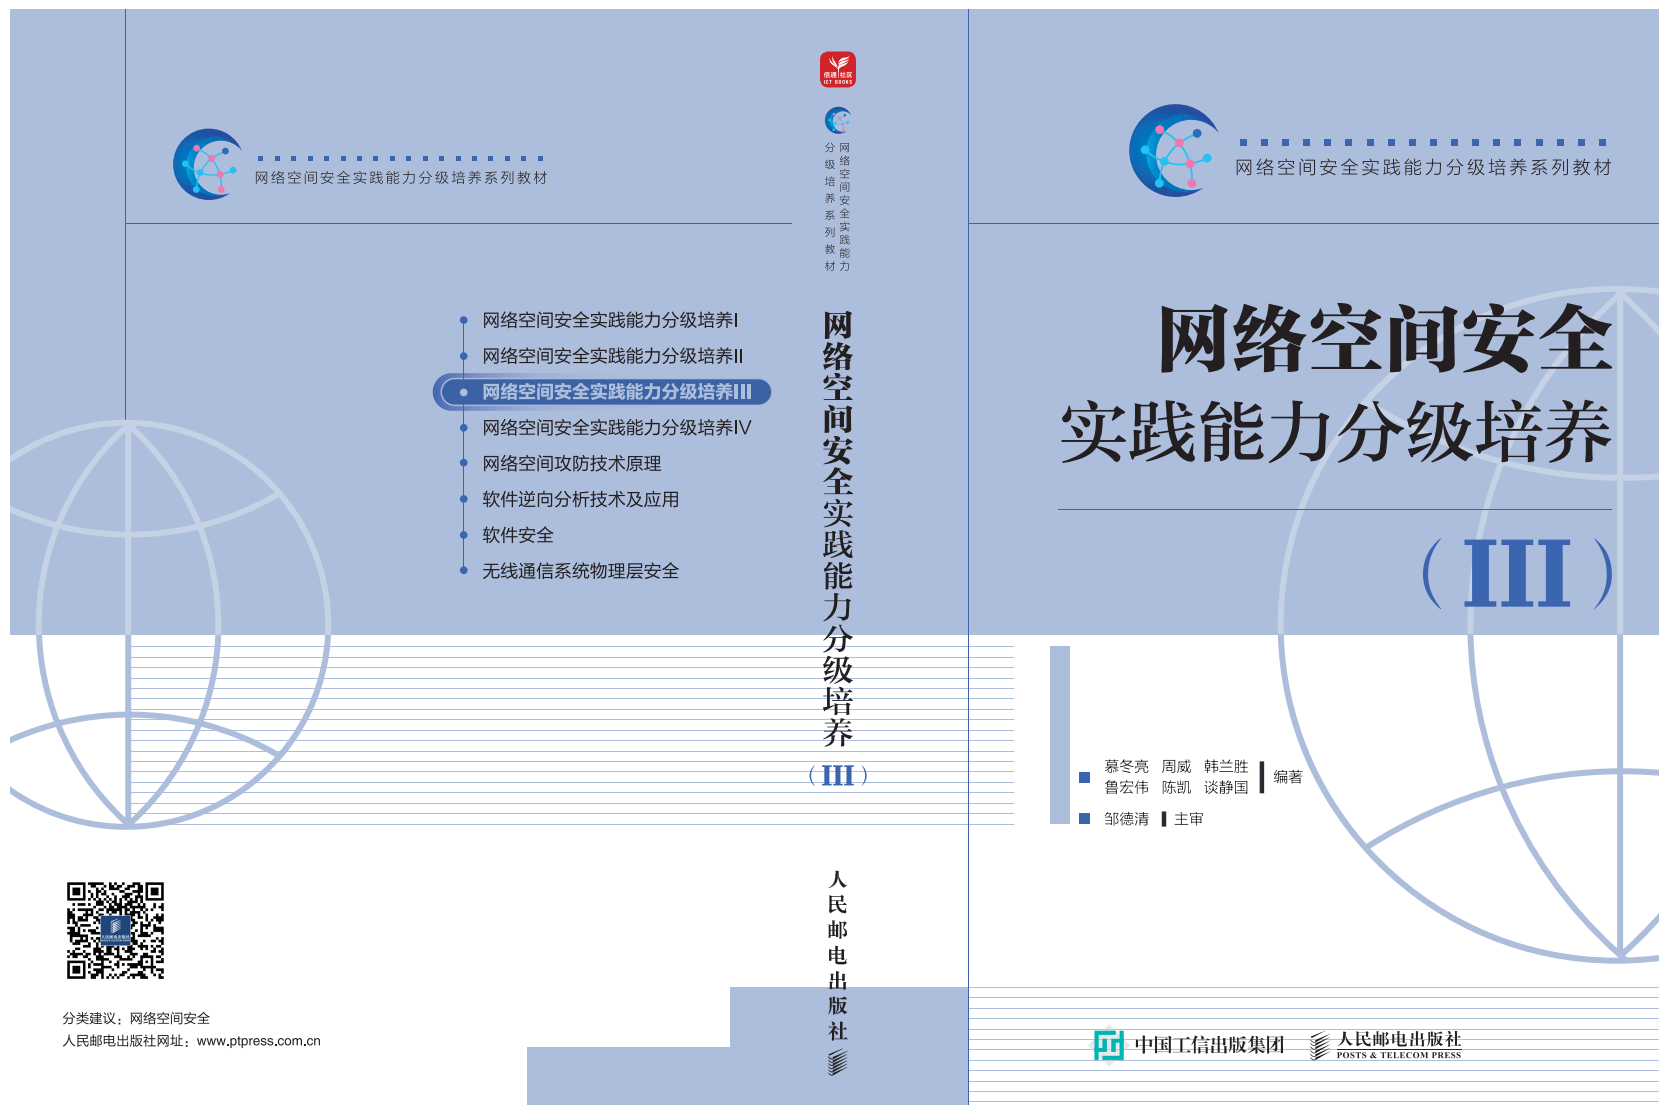 网络空间安全实践能力分级培养系列教材
网络空间安全实践能力分级培养I
网络空间安全实践能力分级培养II
网络空间安全实践能力分级培养III
网络空间安全实践能力分级培养IV
网络空间攻防技术原理
软件逆向分析技术及应用
软件安全
无线通信系统物理层安全
人民邮电出版社
分类建议：网络空间安全
人民邮电出版社网址：www.ptpress.com.cn
信通社区
ICT BOOKS
网络空间安全实践能力
分级培养系列教材
网络空间安全实践能力分级培养
（III）
人民邮电出版社
网络空间安全实践能力分级培养系列教材
网络空间安全
实践能力分级培养
（III）
慕冬亮 周威 韩兰胜
鲁宏伟 陈凯 谈静国
编著
邹德清 主审
中国工信出版集团
人民邮电出版社
POSTS & TELECOM PRESS